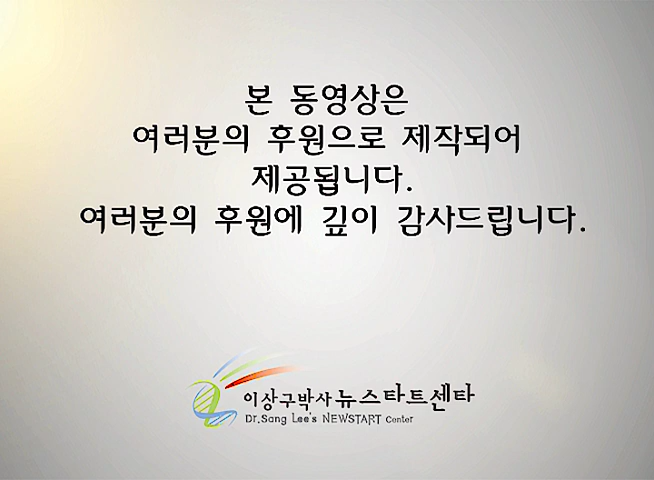 본 동영상은
여러분의 후원으로 제작되어
제공됩니다.
여러분의 후원에 깊이 감사드립니다.
이상구박사 뉴스타트센타
Dr.Sang Lee's NEWSTART Center